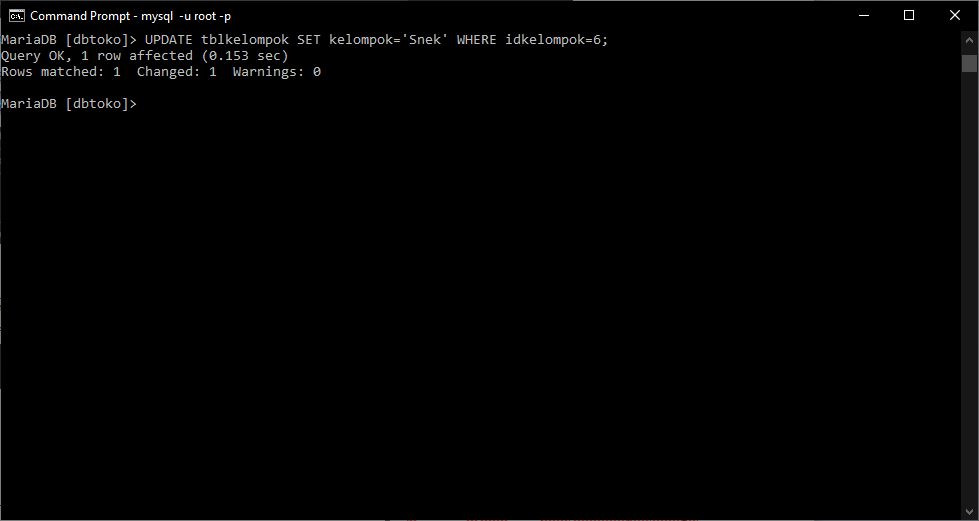 Command Prompt - mysql  -u root -p
MariaDB [dbtoko]> UPDATE tblkelompok SET kelompok='Snek' WHERE idkelompok=6;
Query OK, 1 row affected (0.153 sec)
Rows matched: 1  Changed: 1  Warnings: 0
MariaDB [dbtoko]>